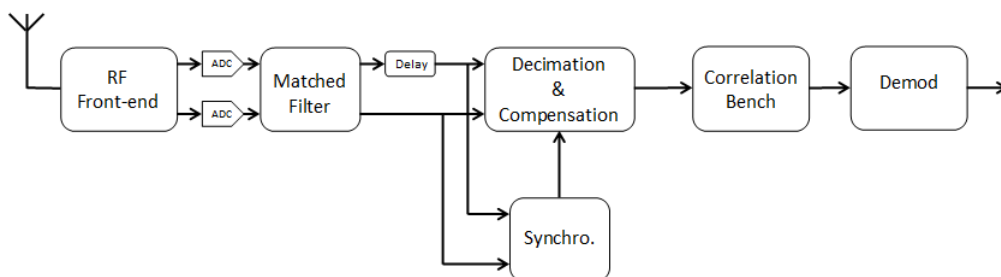 RF
Front-end
ADC
ADC
Matched
Filter
Delay
Decimation
&
Compensation
Synchro.
Correlation
Bench
Demod